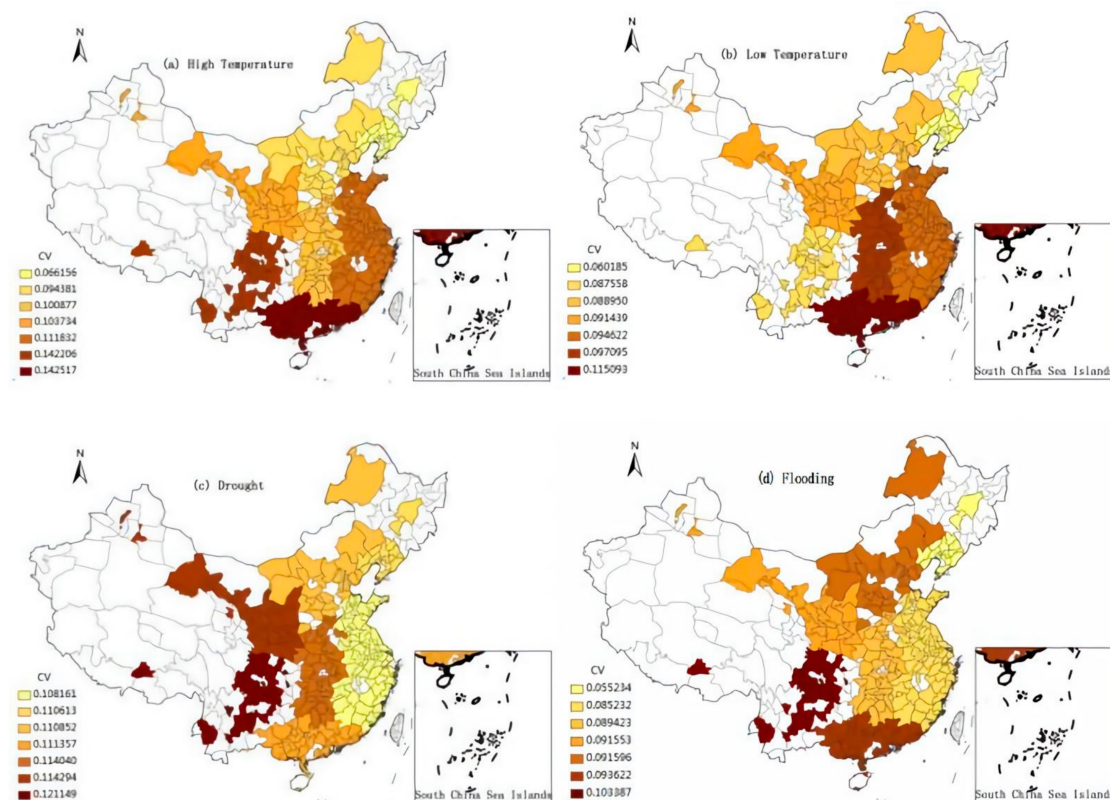 N
(a) High Temperature
CV
0.066156
0.094381
0.100877
0.103734
0.111832
0.142206
0.142517
South China Sea Islands
N
(b) Low Temperature
CV
0.060185
0.087558
0.088950
0.091439
0.094622
0.097095
0.115093
South China Sea Islands
N
(c) Drought
CV
0.108161
0.110613
0.110852
0.111357
0.114040
0.114294
0.121149
South China Sea Islands
N
(d) Flooding
CV
0.055234
0.085232
0.089423
0.091553
0.091596
0.093622
0.103387
South China Sea Islands